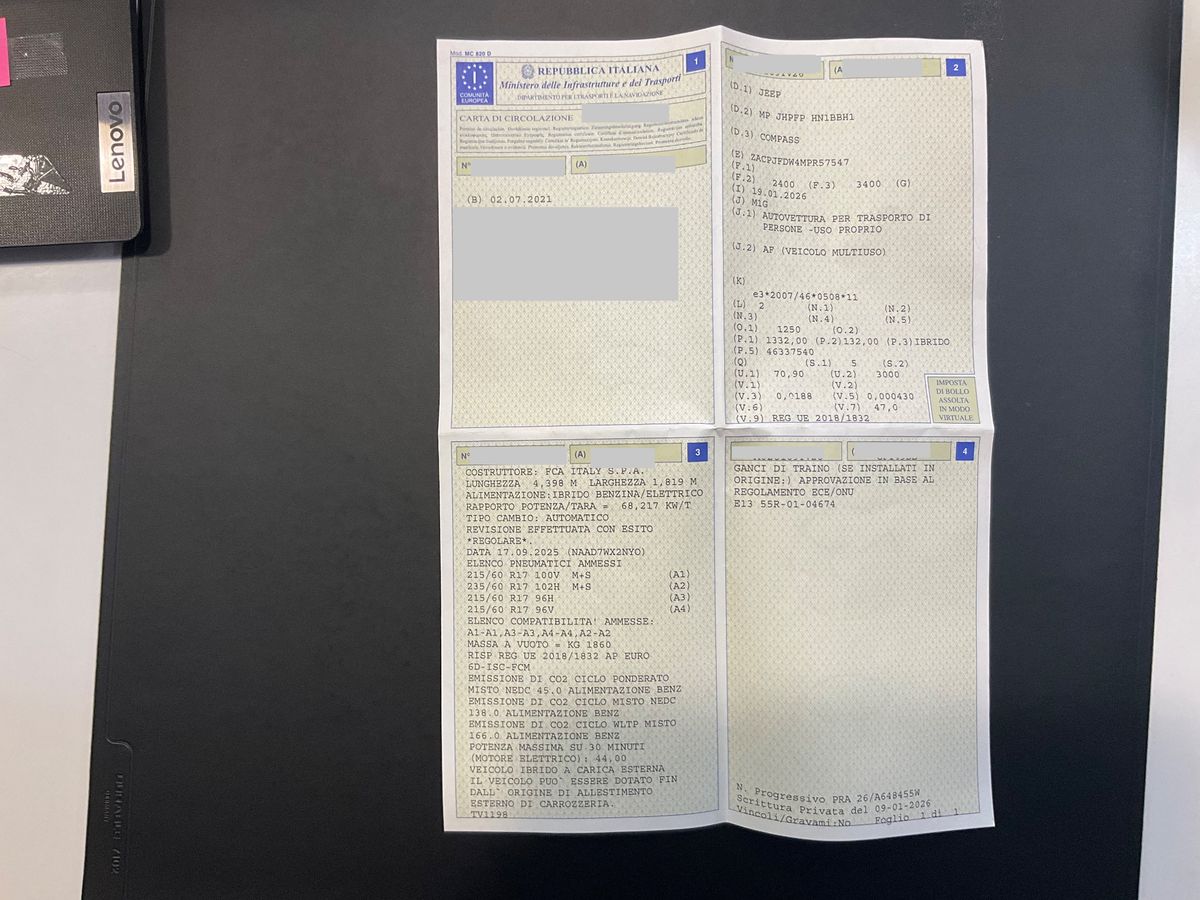 Lenovo
Mod. MC 820 D
1
COMUNITÀ
EUROPEA
REPUBBLICA ITALIANA
Ministero delle Infrastrutture e dei Trasporti
DIPARTIMENTO PER I TRASPORTI E LA NAVIGAZIONE
CARTA DI CIRCOLAZIONE
N°
(A)
(B) 02.07.2021
2
(A
(D.1) JEEP
(D.2) MP JHPFP HN1BBH1
(D.3) COMPASS
(E) ZACPJFDW4MPR57547
(F.1)
(F.2) 2400 (F.3) 3400 (G)
(I) 19.01.2026
(J) M1G
(J.1) AUTOVETTURA PER TRASPORTO DI
PERSONE -USO PROPRIO
(J.2) AF (VEICOLO MULTIUSO)
(K)
e3*2007/46*0508*11
(L) 2 (N.1) (N.2)
(N.3) (N.4) (N.5)
(O.1) 1250 (O.2)
(P.1) 1332,00 (P.2)132,00 (P.3)IBRIDO
(P.5) 46337540
(Q) (S.1) 5 (S.2)
(U.1) 70,90 (U.2) 3000
(V.1) (V.2)
(V.3) 0,0188 (V.5) 0,000430
(V.6) (V.7) 47,0
(V.9) REG UE 2018/1832
IMPOSTA
DI BOLLO
ASSOLTA
IN MODO
VIRTUALE
N°
(A)
3
COSTRUTTORE: FCA ITALY S.P.A.
LUNGHEZZA 4,398 M LARGHEZZA 1,819 M
ALIMENTAZIONE:IBRIDO BENZINA/ELETTRICO
RAPPORTO POTENZA/TARA = 68,217 KW/T
TIPO CAMBIO: AUTOMATICO
REVISIONE EFFETTUATA CON ESITO
*REGOLARE*.
DATA 17.09.2025 (NAAD7WX2NYO)
ELENCO PNEUMATICI AMMESSI
215/60 R17 100V M+S (A1)
235/60 R17 102H M+S (A2)
215/60 R17 96H (A3)
215/60 R17 96V (A4)
ELENCO COMPATIBILITA' AMMESSE:
A1-A1,A3-A3,A4-A4,A2-A2
MASSA A VUOTO = KG 1860
RISP REG UE 2018/1832 AP EURO
6D-ISC-FCM
EMISSIONE DI CO2 CICLO PONDERATO
MISTO NEDC 45.0 ALIMENTAZIONE BENZ
EMISSIONE DI CO2 CICLO MISTO NEDC
138.0 ALIMENTAZIONE BENZ
EMISSIONE DI CO2 CICLO WLTP MISTO
166.0 ALIMENTAZIONE BENZ
POTENZA MASSIMA SU 30 MINUTI
(MOTORE ELETTRICO): 44,00
VEICOLO IBRIDO A CARICA ESTERNA
IL VEICOLO PUO` ESSERE DOTATO FIN
DALL` ORIGINE DI ALLESTIMENTO
ESTERNO DI CARROZZERIA.
TV1198
4
GANCI DI TRAINO (SE INSTALLATI IN
ORIGINE:) APPROVAZIONE IN BASE AL
REGOLAMENTO ECE/ONU
E13 55R-01-04674
N. Progressivo PRA 26/A648455W
Scrittura Privata del 09-01-2026
Vincoli/Gravami:No Foglio 1 di 1